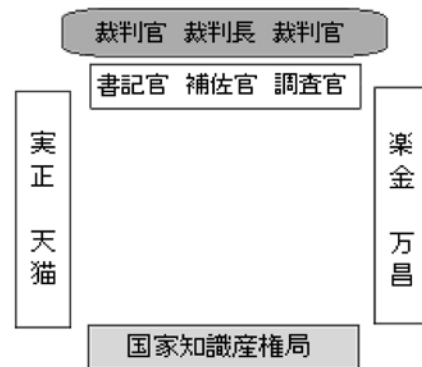 裁判官 裁判長 裁判官
書記官 補佐官 調査官
実正 天猫
楽金 万昌
国家知識産権局